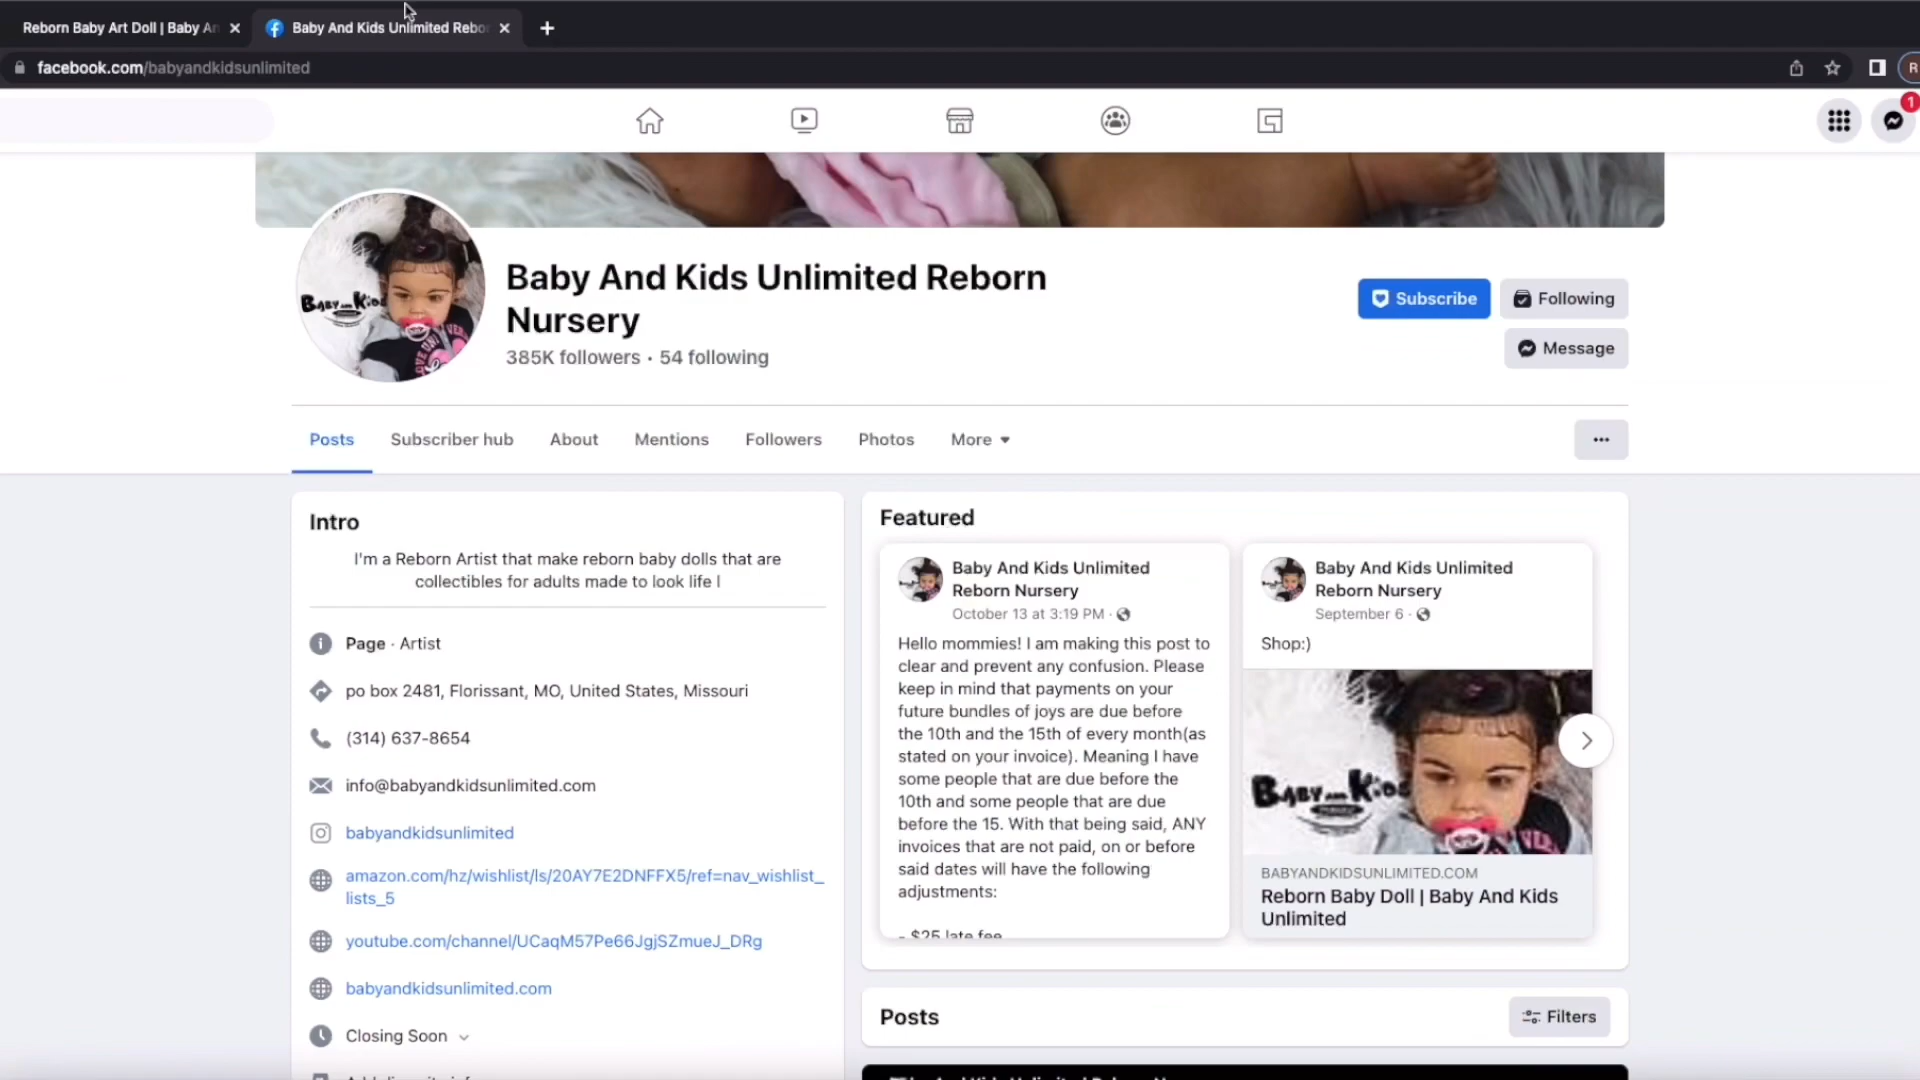 Reborn Baby Art Doll | Baby An
Baby And Kids Unlimited Rebo
facebook.com/babyandkidsunlimited
R
1
Baby And Kids Unlimited Reborn
Nursery
385K followers · 54 following
Subscribe
Following
Message
Posts
Subscriber hub
About
Mentions
Followers
Photos
More
Intro
I'm a Reborn Artist that make reborn baby dolls that are
collectibles for adults made to look life l
Page · Artist
po box 2481, Florissant, MO, United States, Missouri
(314) 637-8654
info@babyandkidsunlimited.com
babyandkidsunlimited
amazon.com/hz/wishlist/ls/20AY7E2DNFFX5/ref=nav_wishlist_
lists_5
youtube.com/channel/UCaqM57Pe66JgjSZmueJ_DRg
babyandkidsunlimited.com
Closing Soon
Featured
Baby And Kids Unlimited
Reborn Nursery
October 13 at 3:19 PM ·
Hello mommies! I am making this post to
clear and prevent any confusion. Please
keep in mind that payments on your
future bundles of joys are due before
the 10th and the 15th of every month(as
stated on your invoice). Meaning I have
some people that are due before the
10th and some people that are due
before the 15. With that being said, ANY
invoices that are not paid, on or before
said dates will have the following
adjustments:
- $25 late fee
Baby And Kids Unlimited
Reborn Nursery
September 6 ·
Shop:)
BABY AND KIDS
BABYANDKIDSUNLIMITED.COM
Reborn Baby Doll | Baby And Kids
Unlimited
Posts
Filters